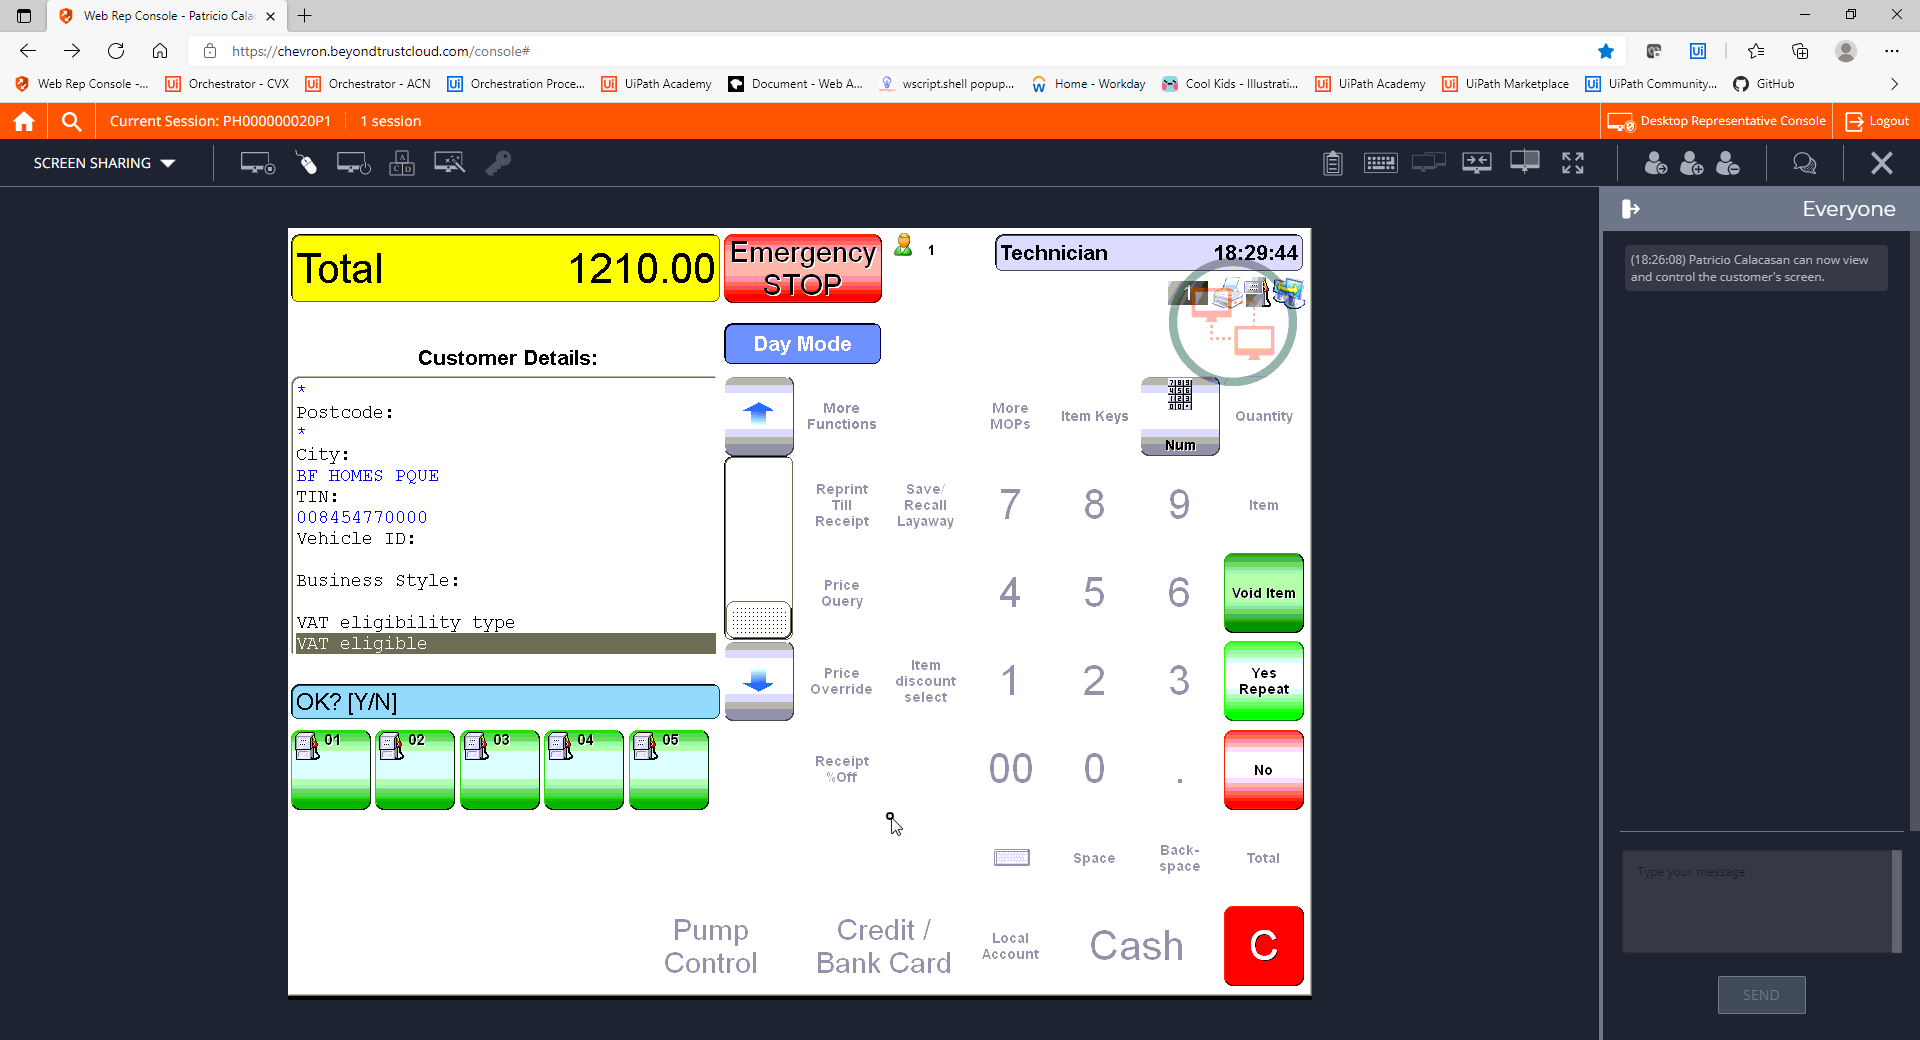 Web Rep Console - Patricio Cala
https://chevron.beyondtrustcloud.com/console#
Web Rep Console -...
Orchestrator - CVX
Orchestrator - ACN
Orchestration Proce...
UiPath Academy
Document - Web A...
wscript.shell popup...
Home - Workday
Cool Kids - Illustrati...
UiPath Academy
UiPath Marketplace
UiPath Community...
GitHub
Current Session: PH000000020P1
1 session
Desktop Representative Console
Logout
SCREEN SHARING
Everyone
(18:26:08) Patricio Calacasan can now view
and control the customer's screen.
Total 1210.00
Emergency
STOP
1
Technician 18:29:44
1
Day Mode
Customer Details:
*
Postcode:
*
City:
BF HOMES PQUE
TIN:
008454770000
Vehicle ID:
Business Style:
VAT eligibility type
VAT eligible
OK? [Y/N]
01
02
03
04
05
More
Functions
More
MOPs
Item Keys
Num
Quantity
Reprint
Till
Receipt
Save/
Recall
Layaway
7
8
9
Item
Price
Query
4
5
6
Void Item
Price
Override
Item
discount
select
1
2
3
Yes
Repeat
Receipt
%Off
00
0
.
No
Space
Back-
space
Total
Pump
Control
Credit /
Bank Card
Local
Account
Cash
C
Type your message
SEND